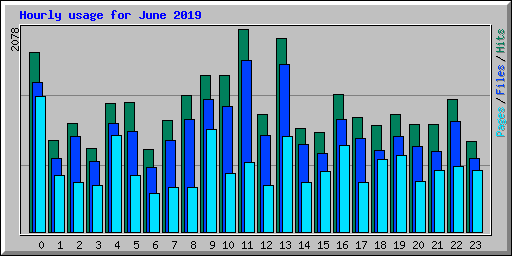 Hourly usage for June 2019
2078
Pages/Files/Hits
0 1 2 3 4 5 6 7 8 9 10 11 12 13 14 15 16 17 18 19 20 21 22 23